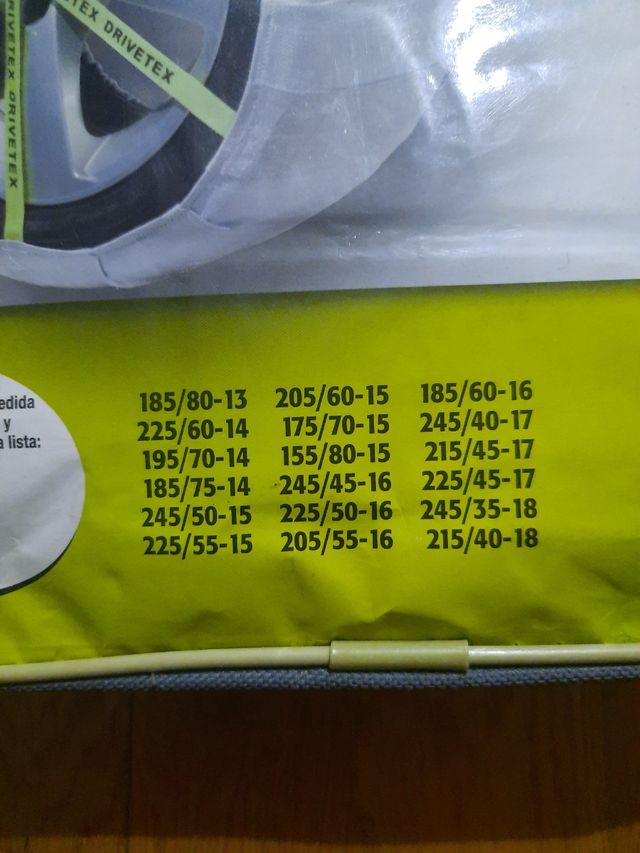 DRIVETEX
TEX DRIVETEX
185/80-13 205/60-15 185/60-16
225/60-14 175/70-15 245/40-17
195/70-14 155/80-15 215/45-17
185/75-14 245/45-16 225/45-17
245/50-15 225/50-16 245/35-18
225/55-15 205/55-16 215/40-18
edida
y
a lista: